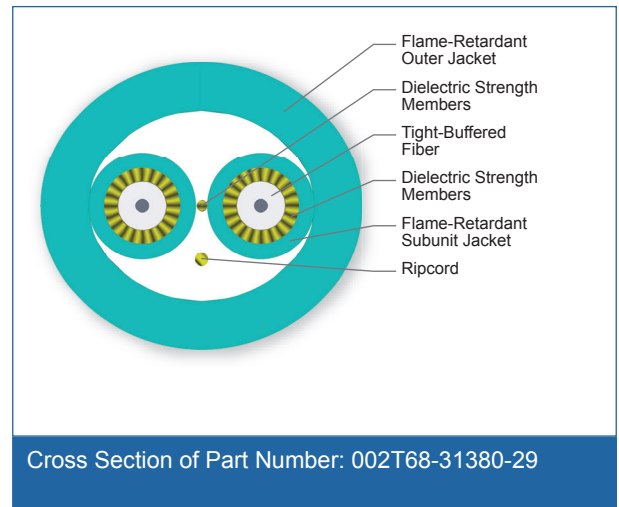 Flame-Retardant
Outer Jacket
Dielectric Strength
Members
Tight-Buffered
Fiber
Dielectric Strength
Members
Flame-Retardant
Subunit Jacket
Ripcord
Cross Section of Part Number: 002T68-31380-29